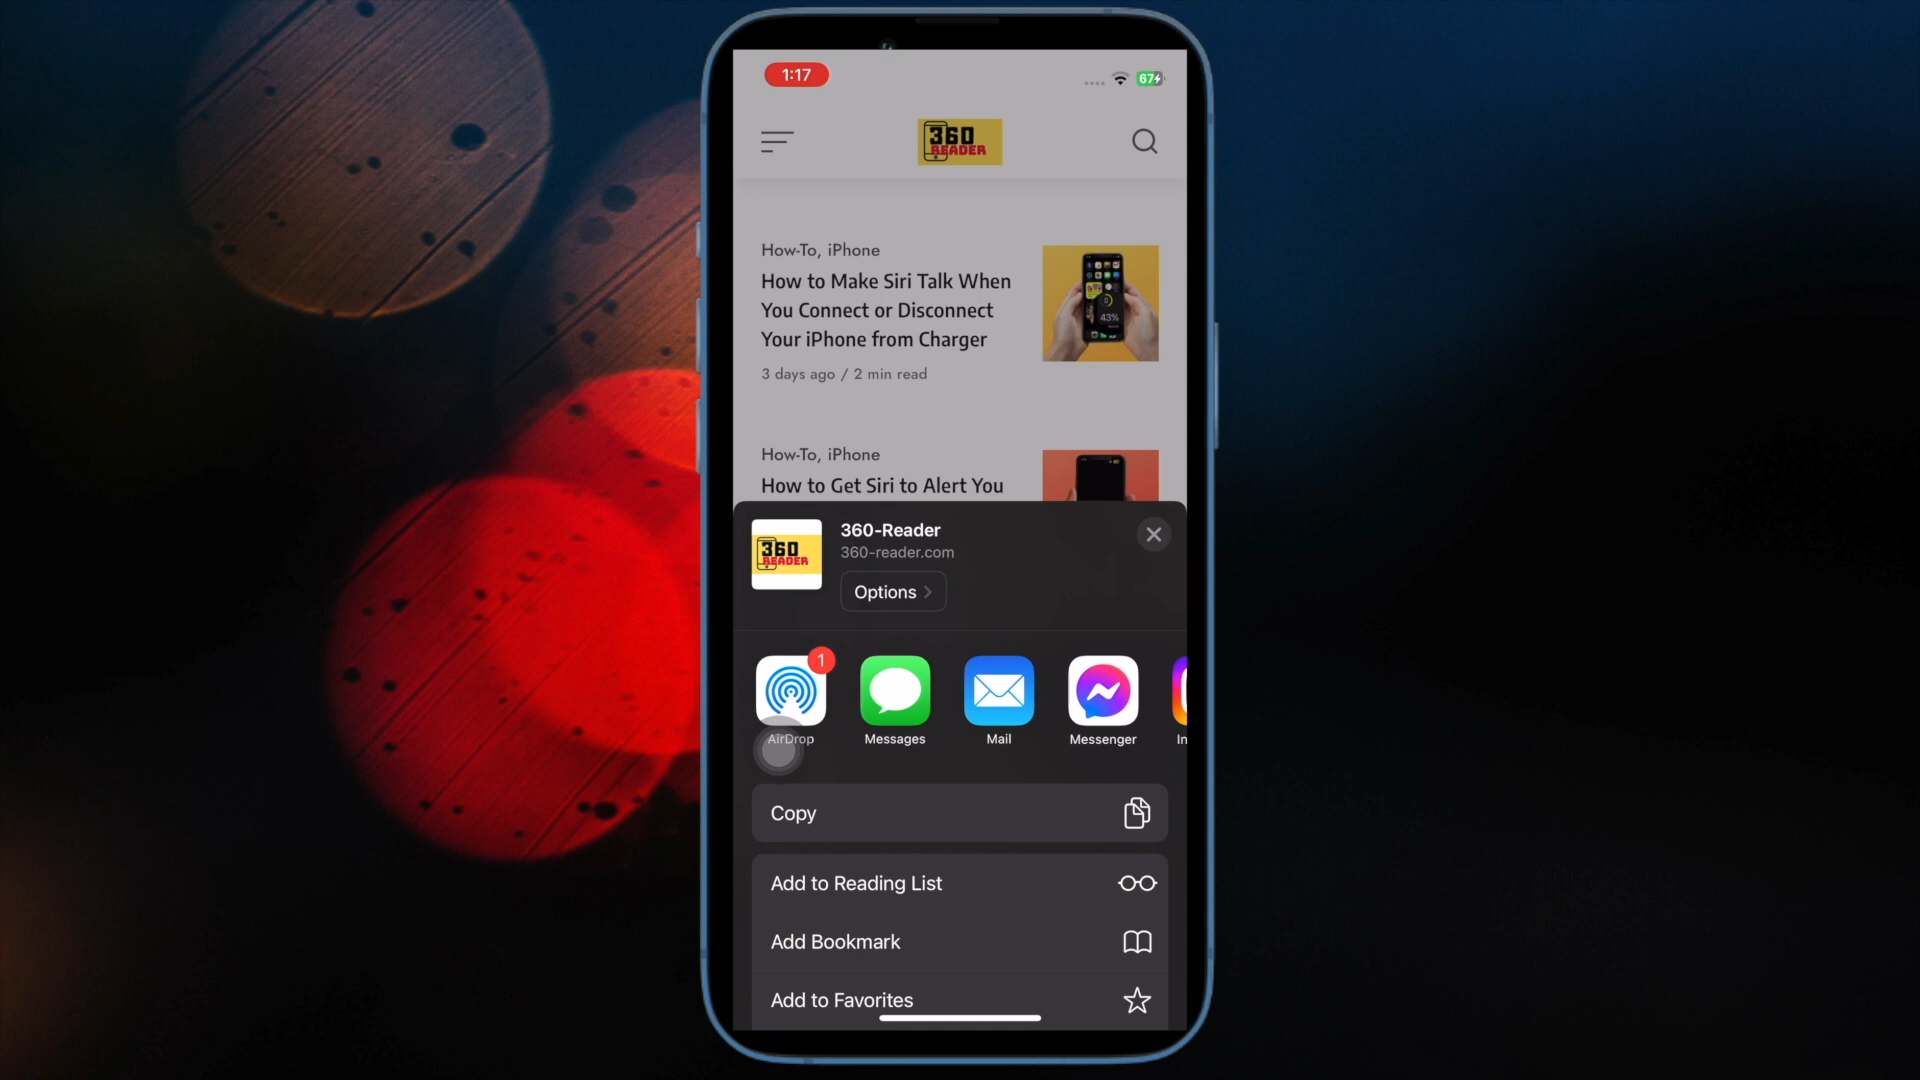 1:17
67
360
READER
How-To, iPhone
How to Make Siri Talk When
You Connect or Disconnect
Your iPhone from Charger
3 days ago / 2 min read
43%
How-To, iPhone
How to Get Siri to Alert You
360
READER
360-Reader
360-reader.com
Options
1
AirDrop
Messages
Mail
Messenger
In
Copy
Add to Reading List
Add Bookmark
Add to Favorites